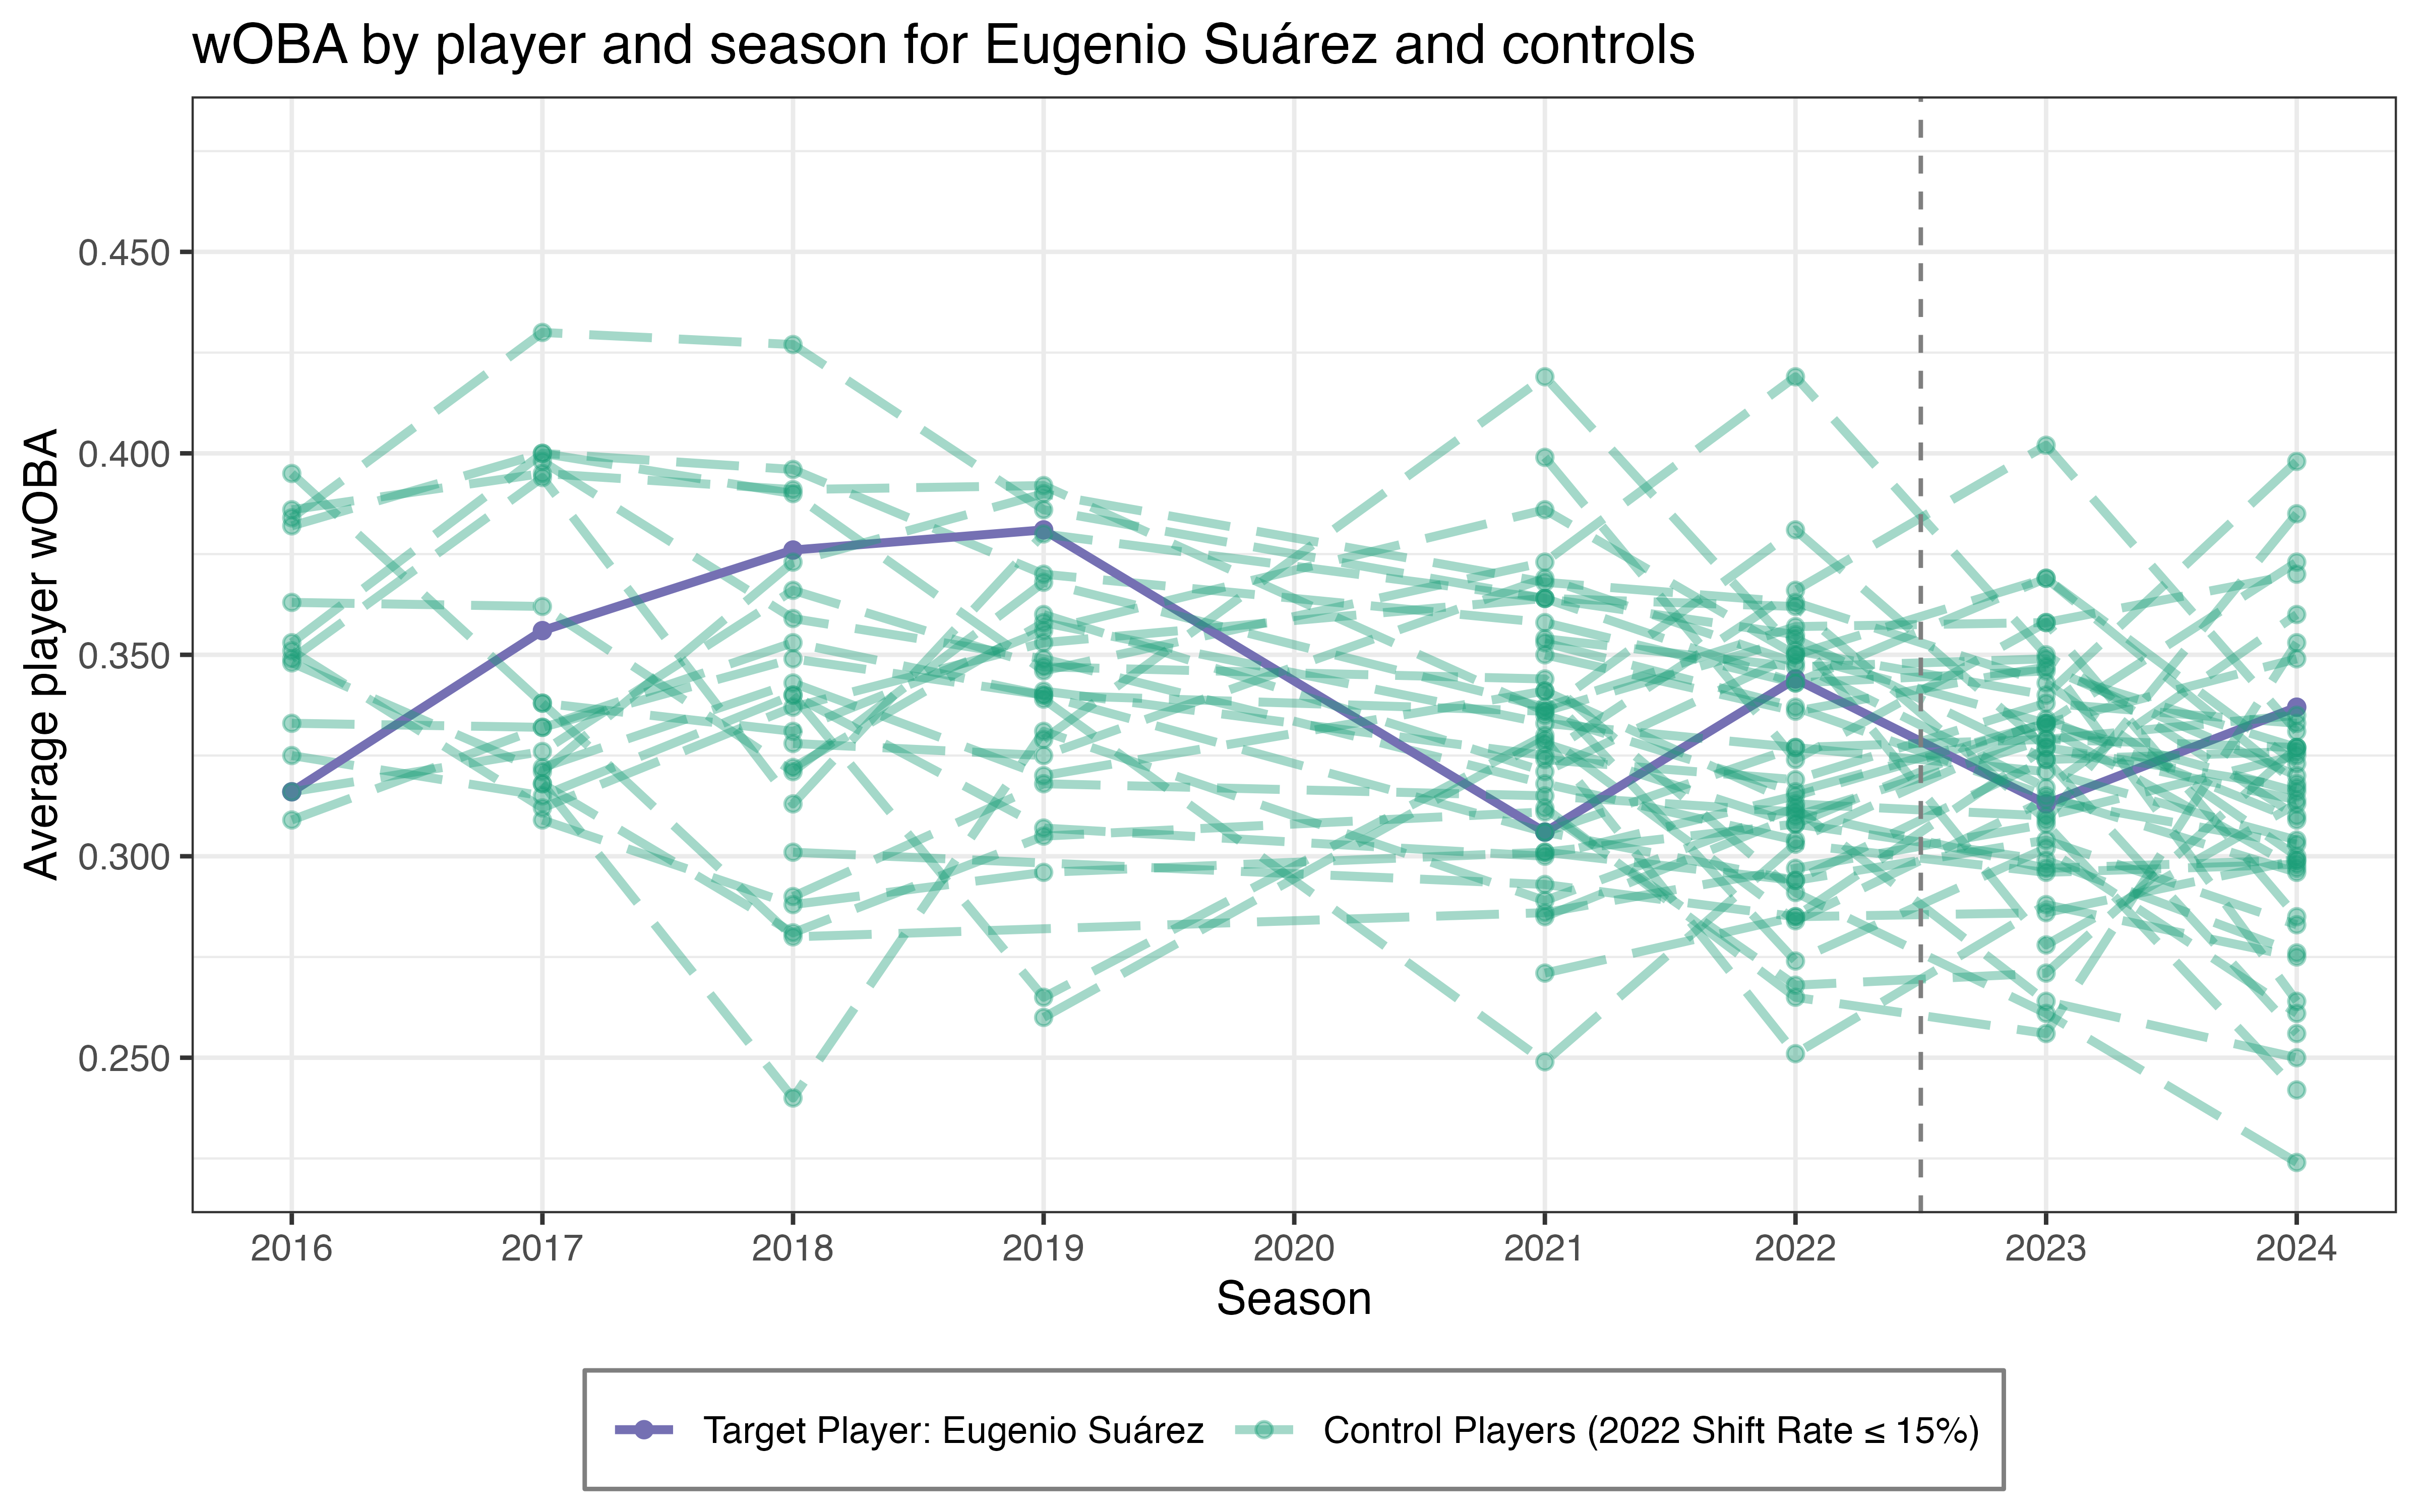 wOBA by player and season for Eugenio Suárez and controls
Average player wOBA
0.450
0.400
0.350
0.300
0.250
2016 2017 2018 2019 2020 2021 2022 2023 2024
Season
Target Player: Eugenio Suárez Control Players (2022 Shift Rate ≤ 15%)